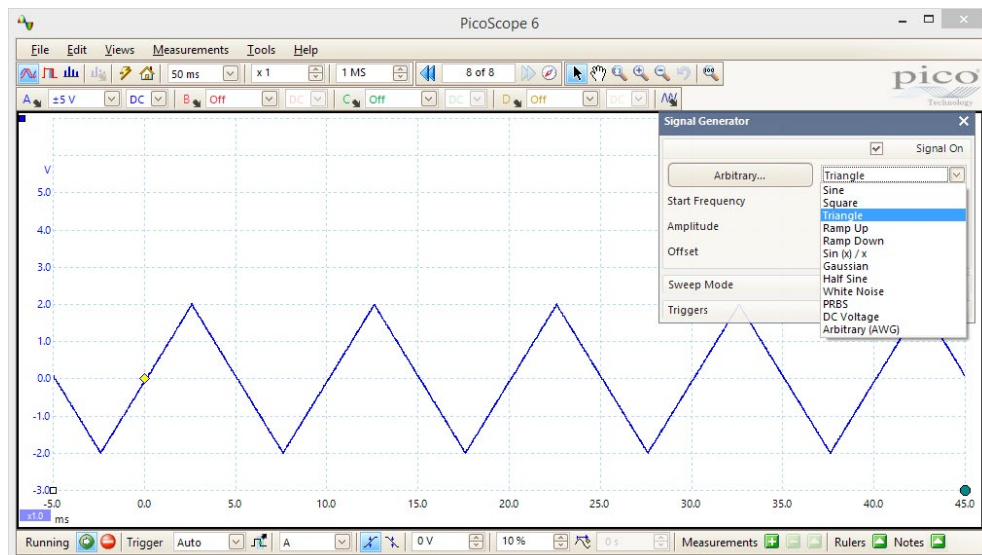 PicoScope 6
File Edit Views Measurements Tools Help
50 ms x 1 1 MS 8 of 8
pico
Technology
A ±5 V DC B Off DC C Off DC D Off DC
Signal Generator
Signal On
Arbitrary... Triangle
Sine
Start Frequency Square
Triangle
Amplitude Ramp Up
Ramp Down
Offset Sin (x) / x
Gaussian
Half Sine
Sweep Mode White Noise
PRBS
Triggers DC Voltage
Arbitrary (AWG)
V
5.0
4.0
3.0
2.0
1.0
0.0
-1.0
-2.0
-3.0
-5.0 0.0 5.0 10.0 15.0 20.0 25.0 30.0 35.0 40.0 45.0
x1.0 ms
Running Trigger Auto A 0 V 10 % 0 s Measurements Rulers Notes